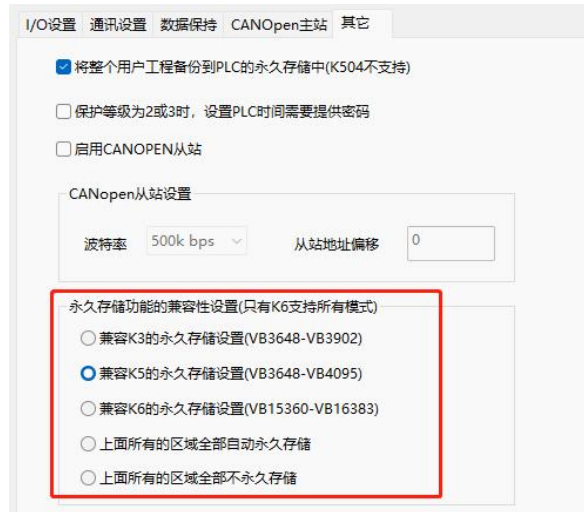 I/O设置 通讯设置 数据保持 CANOpen主站 其它
将整个用户工程备份到PLC的永久存储中(K504不支持)
保护等级为2或3时，设置PLC时间需要提供密码
启用CANOPEN从站
CANopen从站设置
波特率 500k bps 从站地址偏移 0
永久存储功能的兼容性设置(只有K6支持所有模式)
兼容K3的永久存储设置(VB3648-VB3902)
兼容K5的永久存储设置(VB3648-VB4095)
兼容K6的永久存储设置(VB15360-VB16383)
上面所有的区域全部自动永久存储
上面所有的区域全部不永久存储